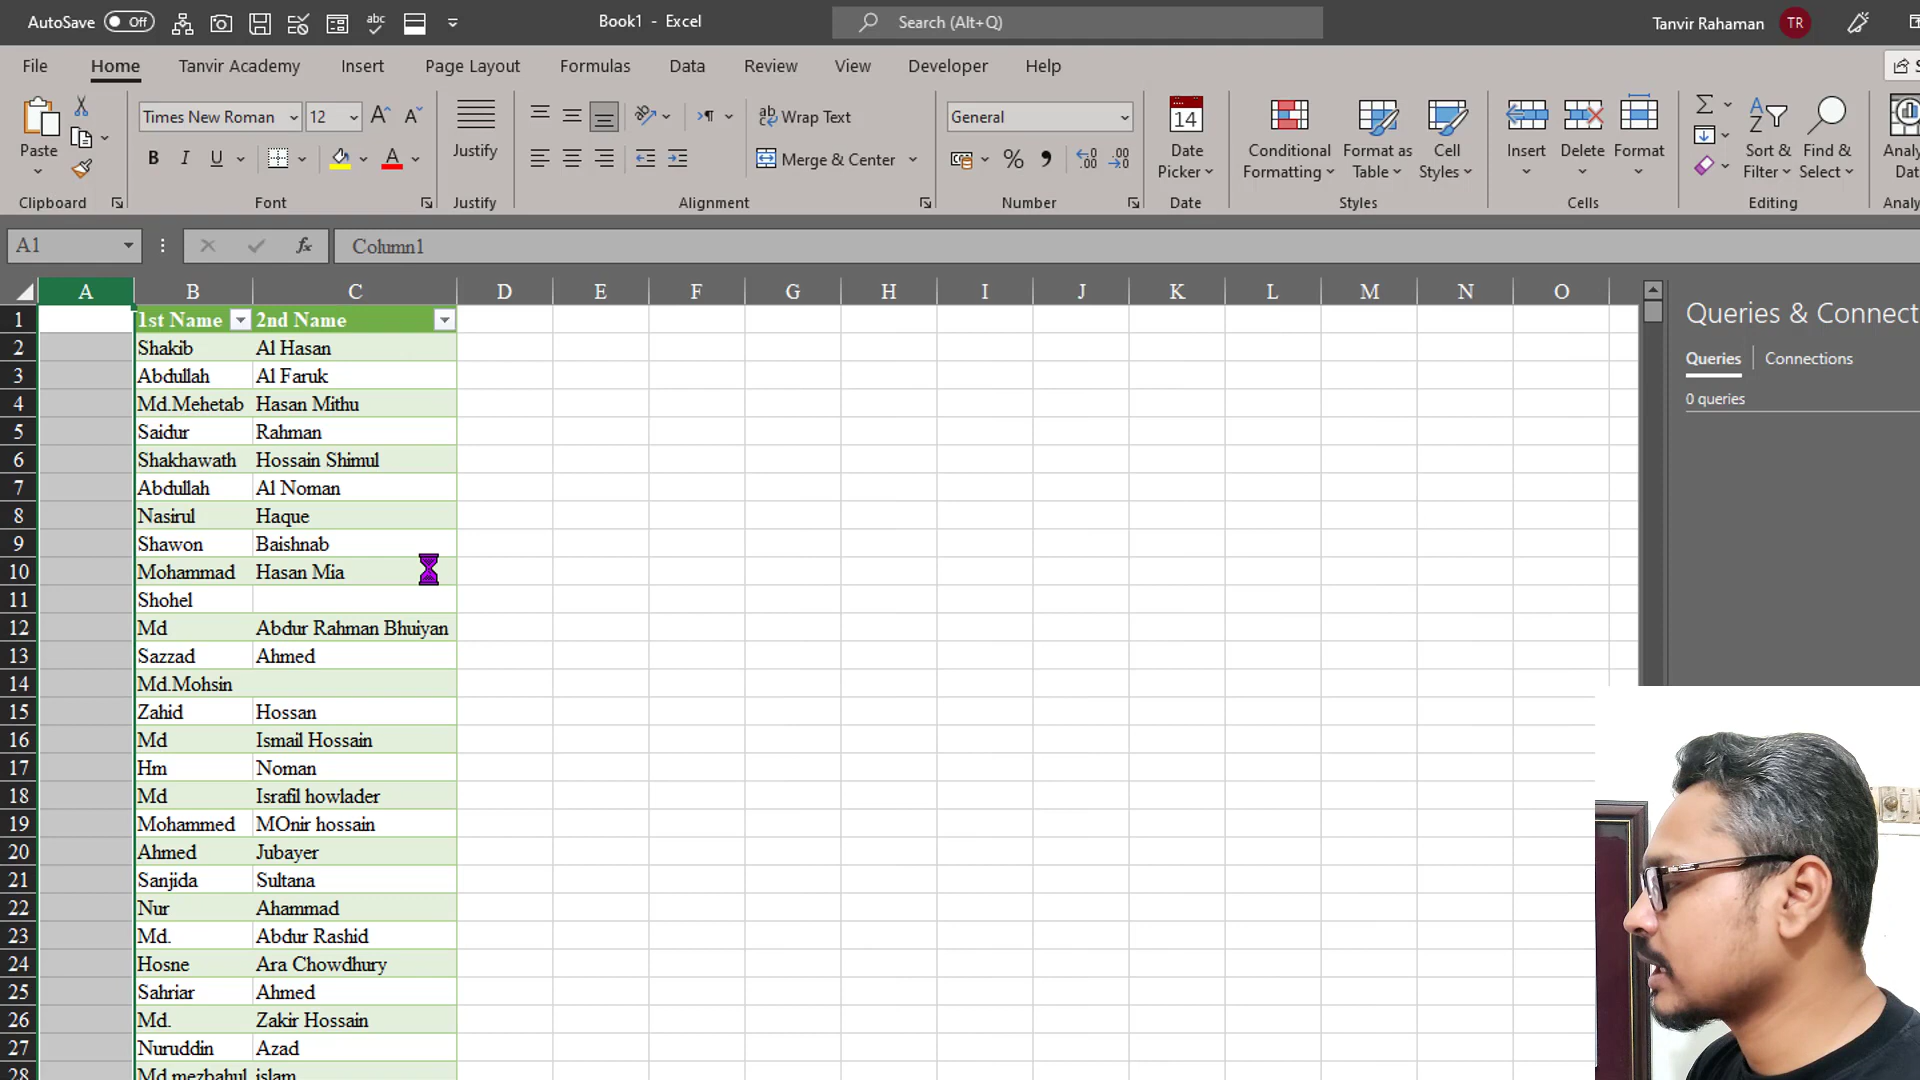 AutoSave Off Book1 - Excel Search (Alt+Q) Tanvir Rahaman TR
File Home Tanvir Academy Insert Page Layout Formulas Data Review View Developer Help
Times New Roman 12 Wrap Text General 14
Paste Justify Merge & Center Date Picker Conditional Formatting Format as Table Cell Styles Insert Delete Format Sort & Filter Find & Select
Clipboard Font Justify Alignment Number Date Styles Cells Editing
A1 fx Column1
A B C D E F G H I J K L M N O
1 1st Name 2nd Name
2 Shakib Al Hasan
3 Abdullah Al Faruk
4 Md.Mehetab Hasan Mithu
5 Saidur Rahman
6 Shakhawath Hossain Shimul
7 Abdullah Al Noman
8 Nasirul Haque
9 Shawon Baishnab
10 Mohammad Hasan Mia
11 Shohel
12 Md Abdur Rahman Bhuiyan
13 Sazzad Ahmed
14 Md.Mohsin
15 Zahid Hossan
16 Md Ismail Hossain
17 Hm Noman
18 Md Israfil howlader
19 Mohammed MOnir hossain
20 Ahmed Jubayer
21 Sanjida Sultana
22 Nur Ahammad
23 Md. Abdur Rashid
24 Hosne Ara Chowdhury
25 Sahriar Ahmed
26 Md. Zakir Hossain
27 Nuruddin Azad
28 Md mezbahul islam
Queries & Connect
Queries Connections
0 queries